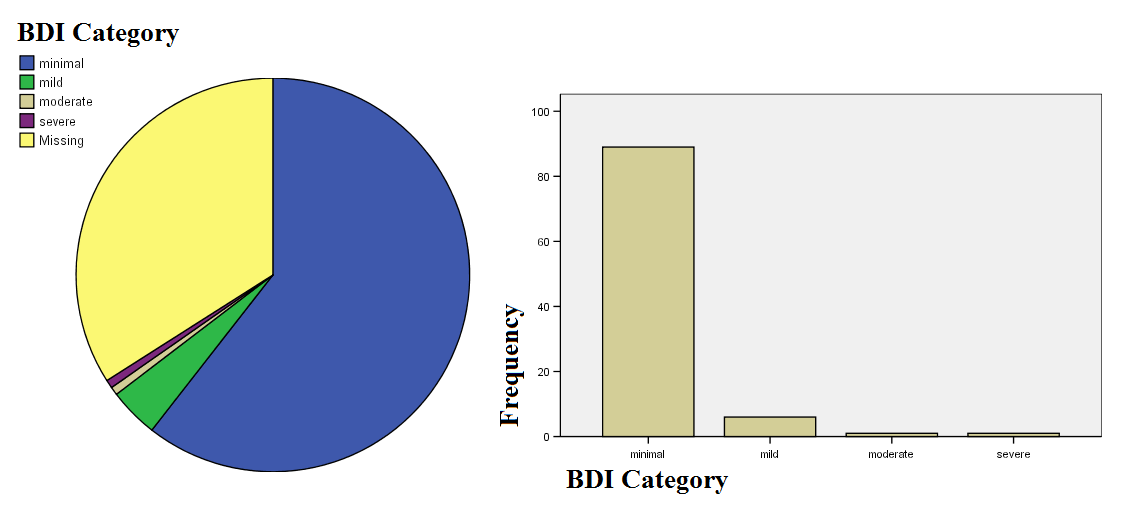 BDI Category
minimal
mild
moderate
severe
Missing
100
80
60
40
20
0
Frequency
minimal mild moderate severe
BDI Category